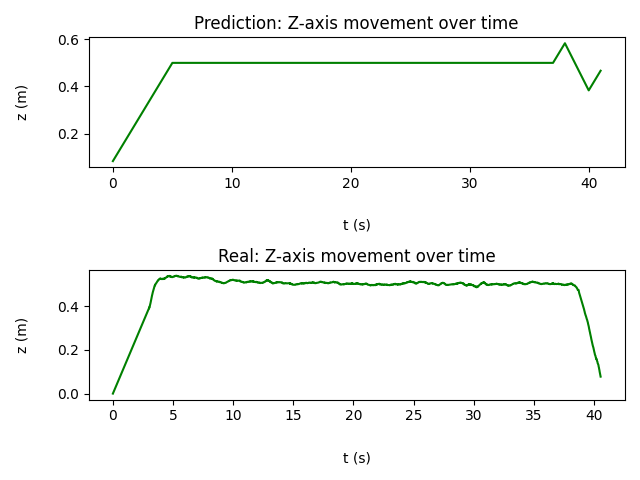 Prediction: Z-axis movement over time
0.6
0.4
0.2
z (m)
0 10 20 30 40
t (s)
Real: Z-axis movement over time
0.4
0.2
0.0
z (m)
0 5 10 15 20 25 30 35 40
t (s)